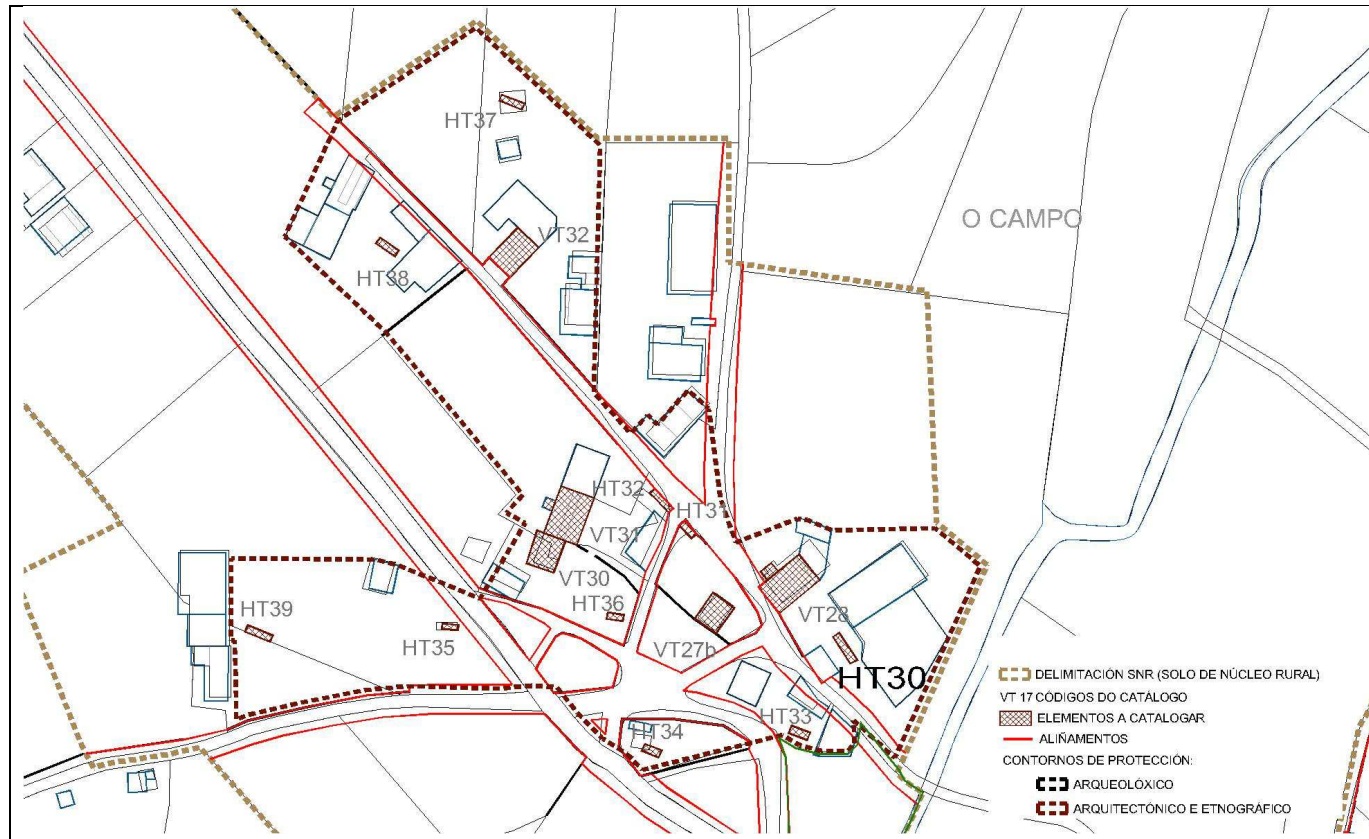 HT37
O CAMPO
VT32
HT38
HT32
HT31
VT31
VT30
HT36
HT39
HT35
VT28
VT27b
HT30
HT33
HT34
DELIMITACIÓN SNR (SOLO DE NÚCLEO RURAL)
VT 17 CÓDIGOS DO CATÁLOGO
ELEMENTOS A CATALOGAR
ALIÑAMENTOS
CONTORNOS DE PROTECCIÓN:
ARQUEOLÓXICO
ARQUITECTÓNICO E ETNOGRÁFICO